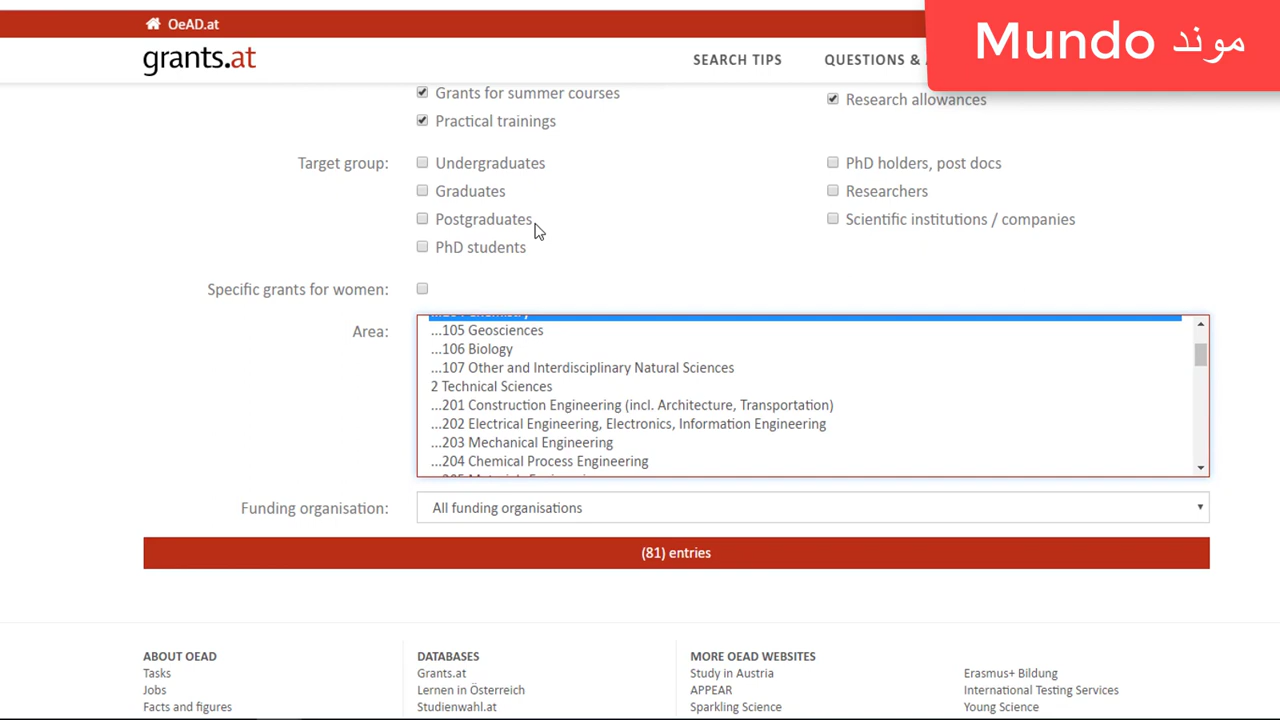 OeAD.at
Mundo موند
grants.at
SEARCH TIPS
QUESTIONS &
Grants for summer courses
Research allowances
Practical trainings
Target group:
Undergraduates
PhD holders, post docs
Graduates
Researchers
Postgraduates
Scientific institutions / companies
PhD students
Specific grants for women:
Area:
...105 Geosciences
...106 Biology
...107 Other and Interdisciplinary Natural Sciences
2 Technical Sciences
...201 Construction Engineering (incl. Architecture, Transportation)
...202 Electrical Engineering, Electronics, Information Engineering
...203 Mechanical Engineering
...204 Chemical Process Engineering
Funding organisation:
All funding organisations
(81) entries
ABOUT OEAD
Tasks
Jobs
Facts and figures
DATABASES
Grants.at
Lernen in Österreich
Studienwahl.at
MORE OEAD WEBSITES
Study in Austria
APPEAR
Sparkling Science
Erasmus+ Bildung
International Testing Services
Young Science